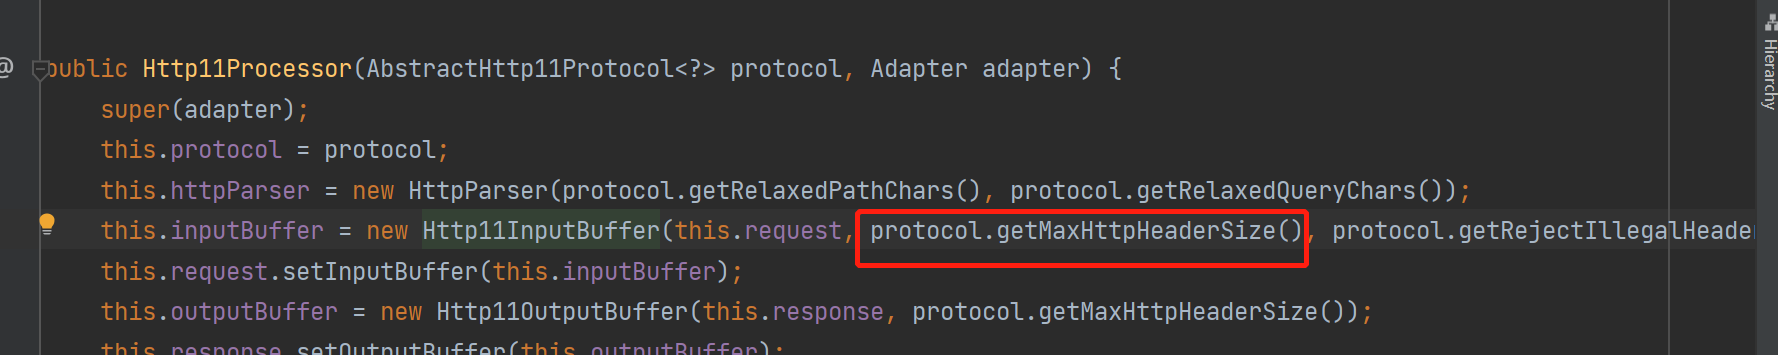 @ public Http11Processor(AbstractHttp11Protocol<?> protocol, Adapter adapter) {
super(adapter);
this.protocol = protocol;
this.httpParser = new HttpParser(protocol.getRelaxedPathChars(), protocol.getRelaxedQueryChars());
this.inputBuffer = new Http11InputBuffer(this.request, protocol.getMaxHttpHeaderSize(), protocol.getRejectIllegalHeader
this.request.setInputBuffer(this.inputBuffer);
this.outputBuffer = new Http11OutputBuffer(this.response, protocol.getMaxHttpHeaderSize());
this.response.setOutputBuffer(this.outputBuffer);
Hierarchy